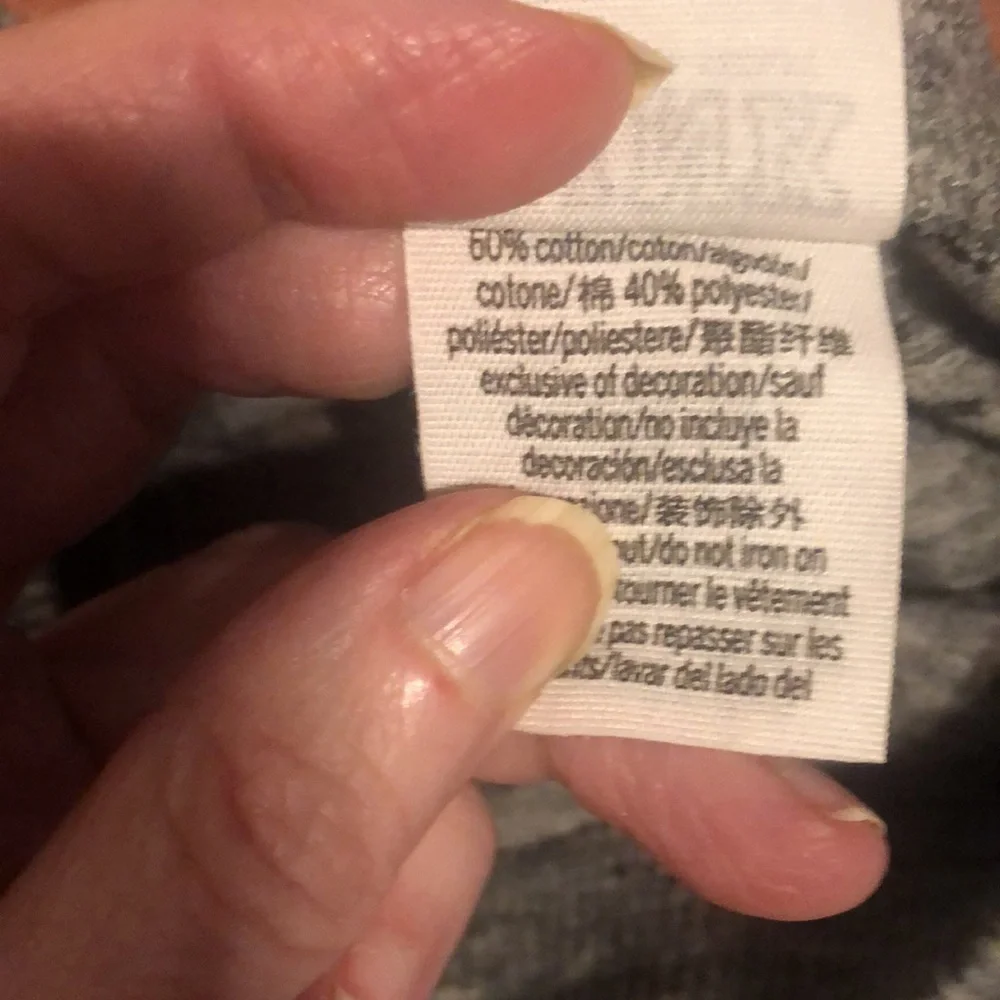 60% cotton/coton/algodón/
cotone/棉 40% polyester/
poliéster/poliestere/聚酯纤维
exclusive of decoration/sauf
décoration/no incluye la
decoración/esclusa la
/装饰除外
/do not iron on
tourner le vêtement
pas repasser sur les
/lavar del lado del